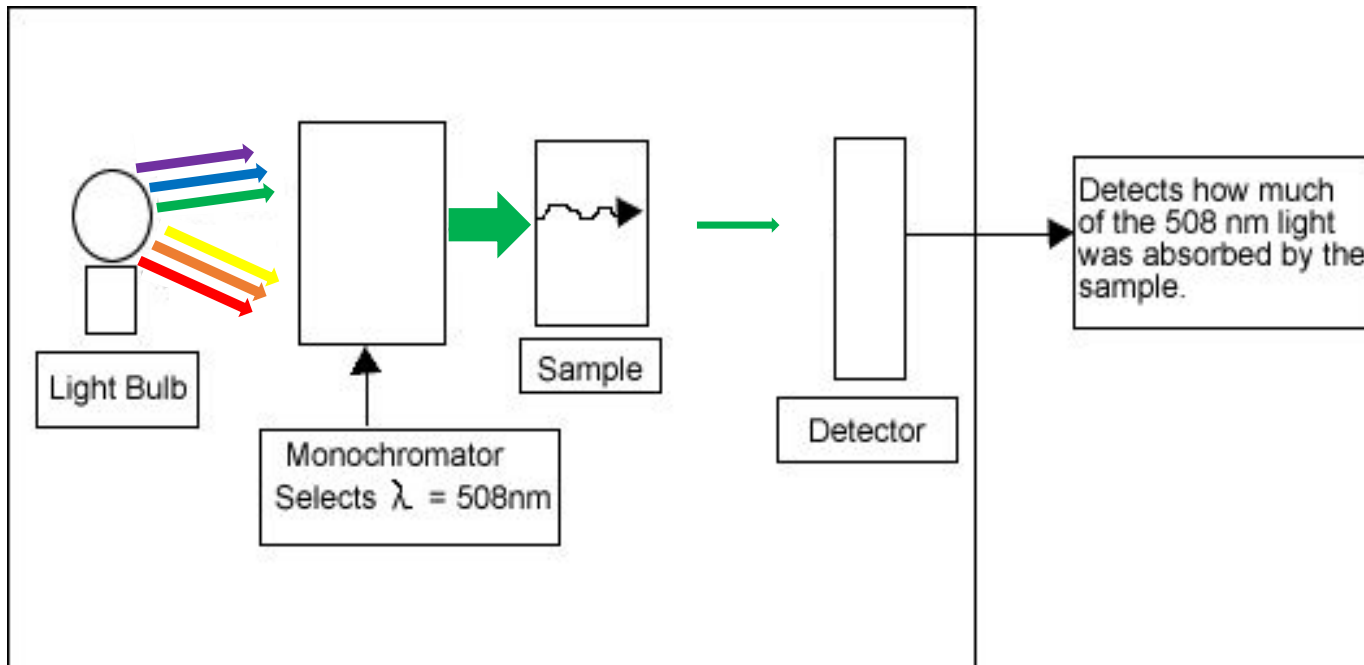 Light Bulb
Monochromator
Selects λ = 508nm
Sample
Detector
Detects how much
of the 508 nm light
was absorbed by the
sample.